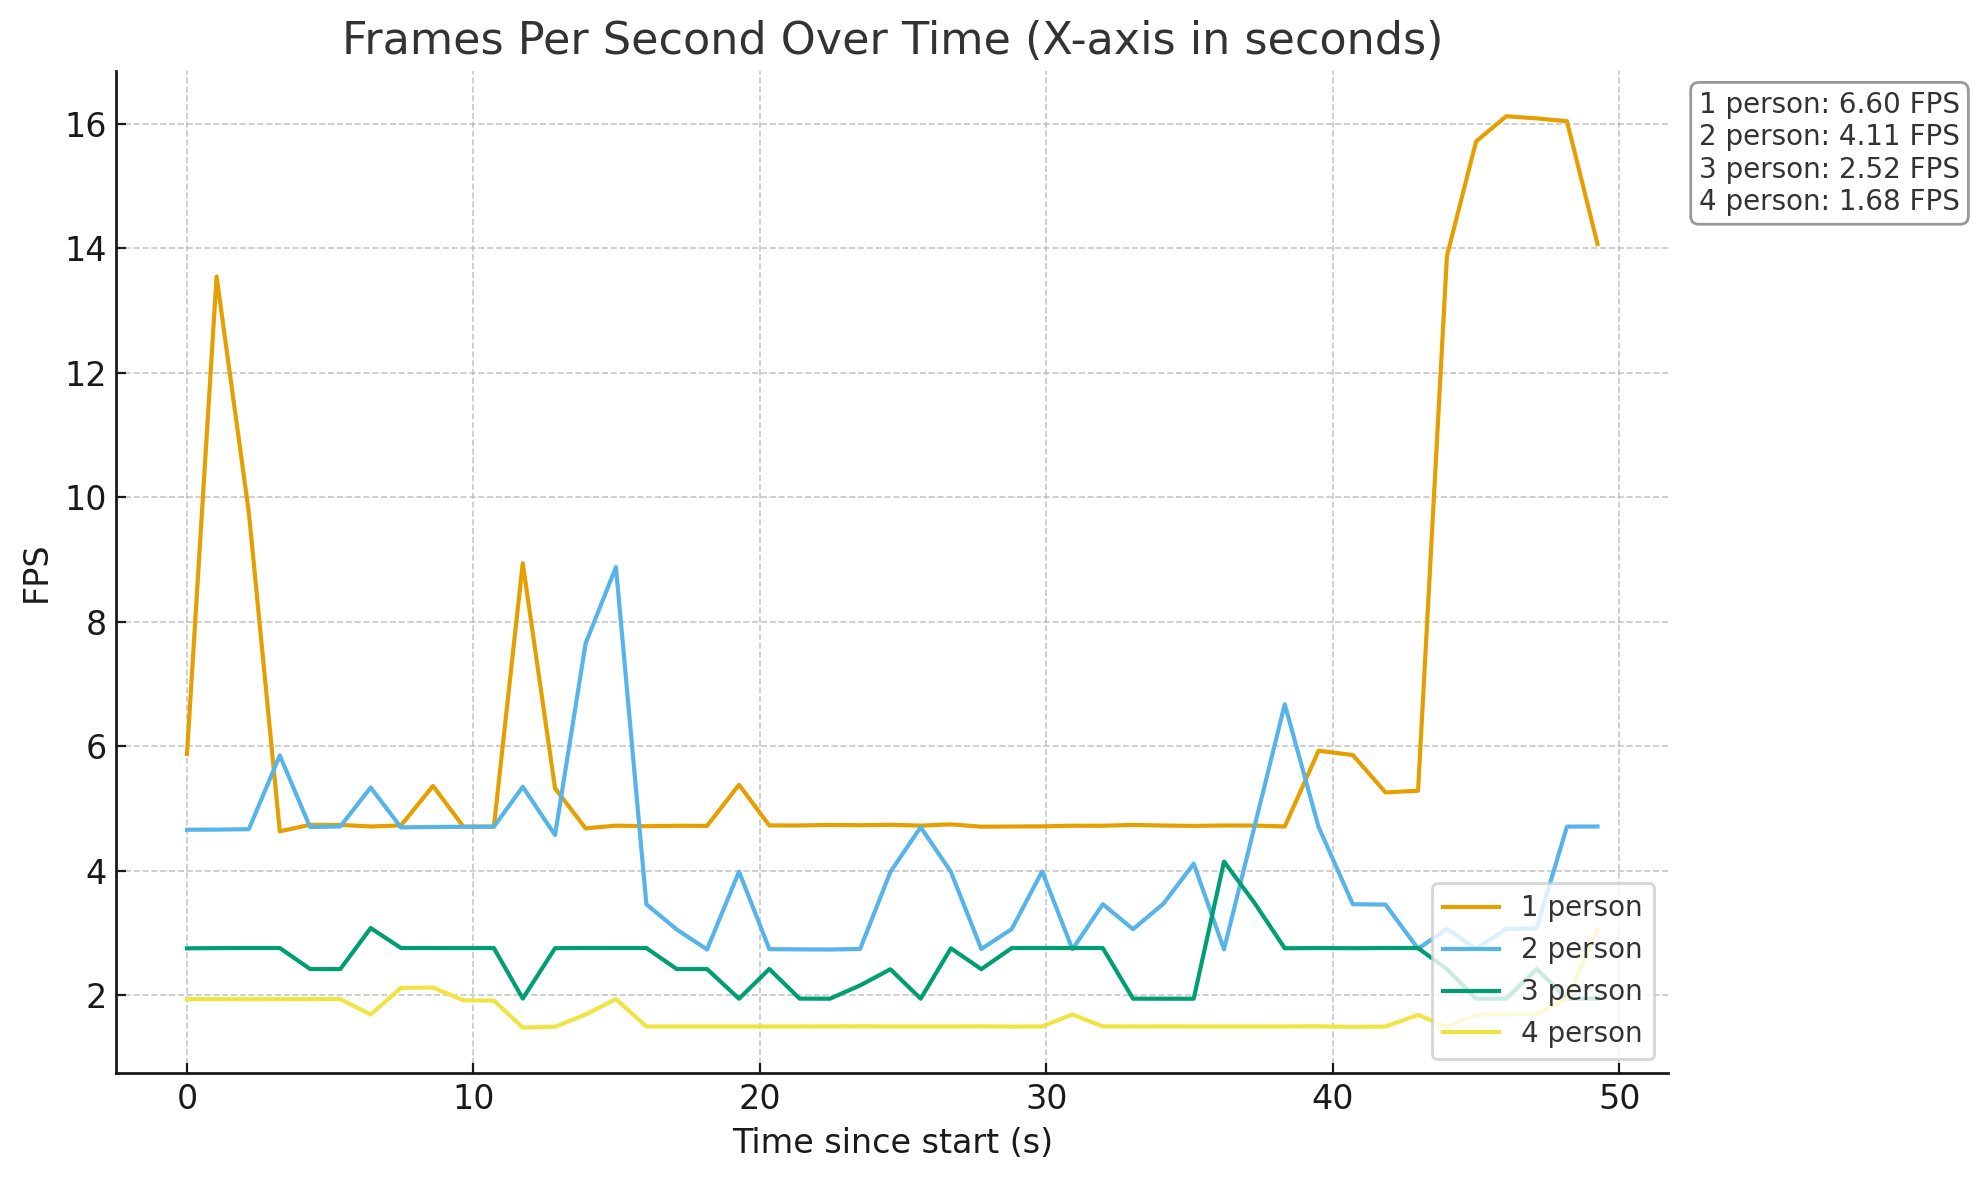 Frames Per Second Over Time (X-axis in seconds)
1 person: 6.60 FPS
2 person: 4.11 FPS
3 person: 2.52 FPS
4 person: 1.68 FPS
FPS
16
14
12
10
8
6
4
2
1 person
2 person
3 person
4 person
0 10 20 30 40 50
Time since start (s)